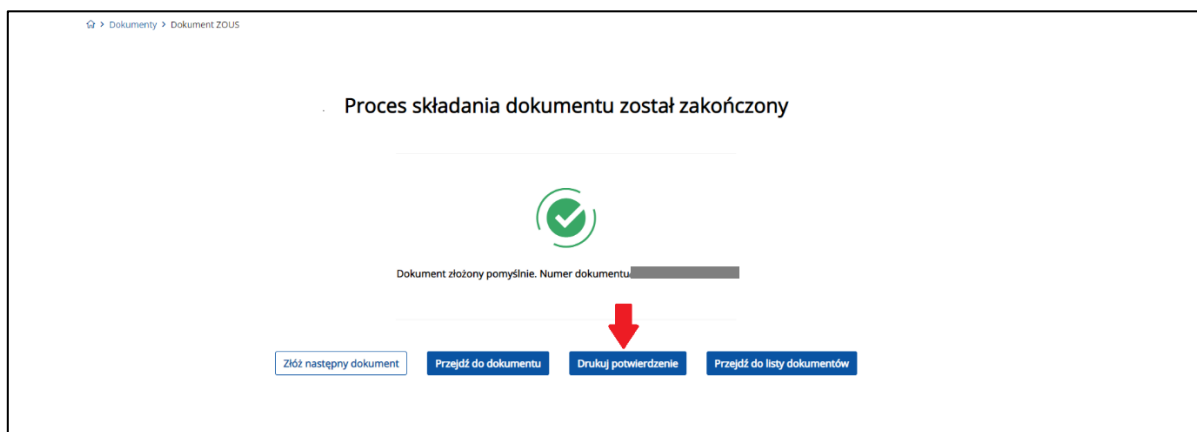 > Dokumenty > Dokument ZOUS
Proces składania dokumentu został zakończony
Dokument złożony pomyślnie. Numer dokumentu
Złóż następny dokument Przejdź do dokumentu Drukuj potwierdzenie Przejdź do listy dokumentów